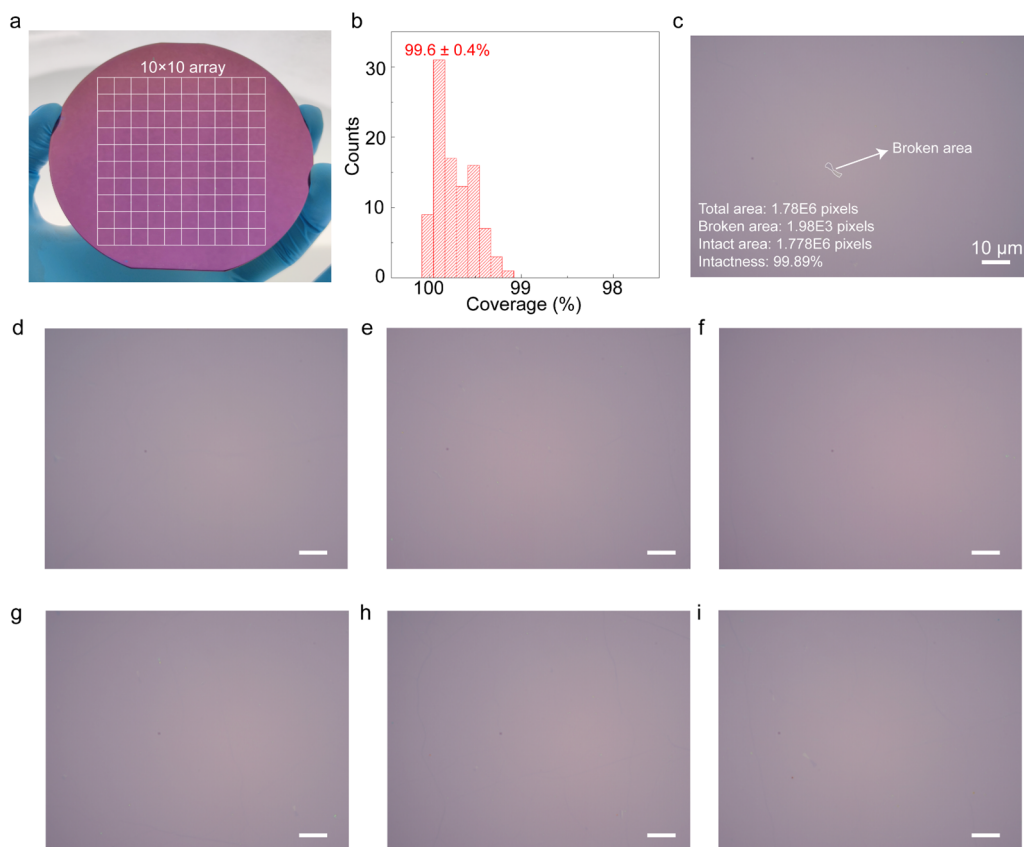 a
10×10 array
b
99.6 ± 0.4%
30
20
10
0
Counts
100
99
98
Coverage (%)
c
Broken area
Total area: 1.78E6 pixels
Broken area: 1.98E3 pixels
Intact area: 1.778E6 pixels
Intactness: 99.89%
10 µm
d
e
f
g
h
i